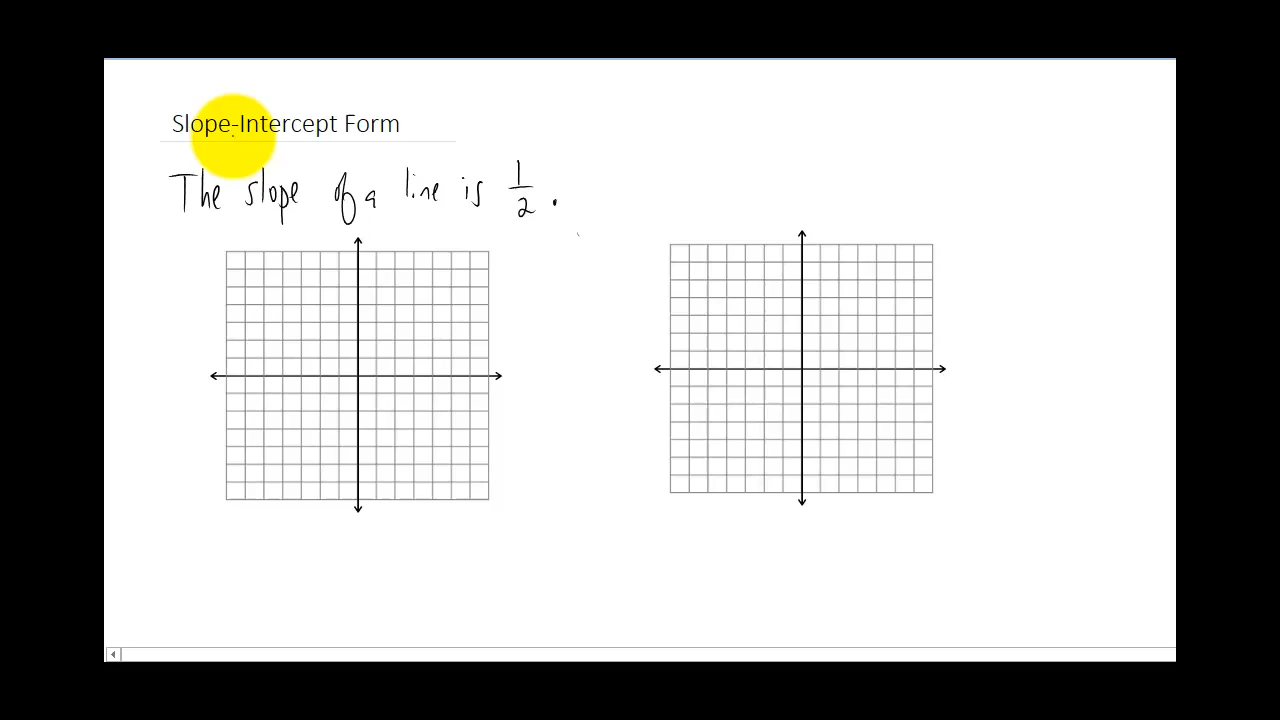 Slope-Intercept Form
The slope of a line is 1/2.